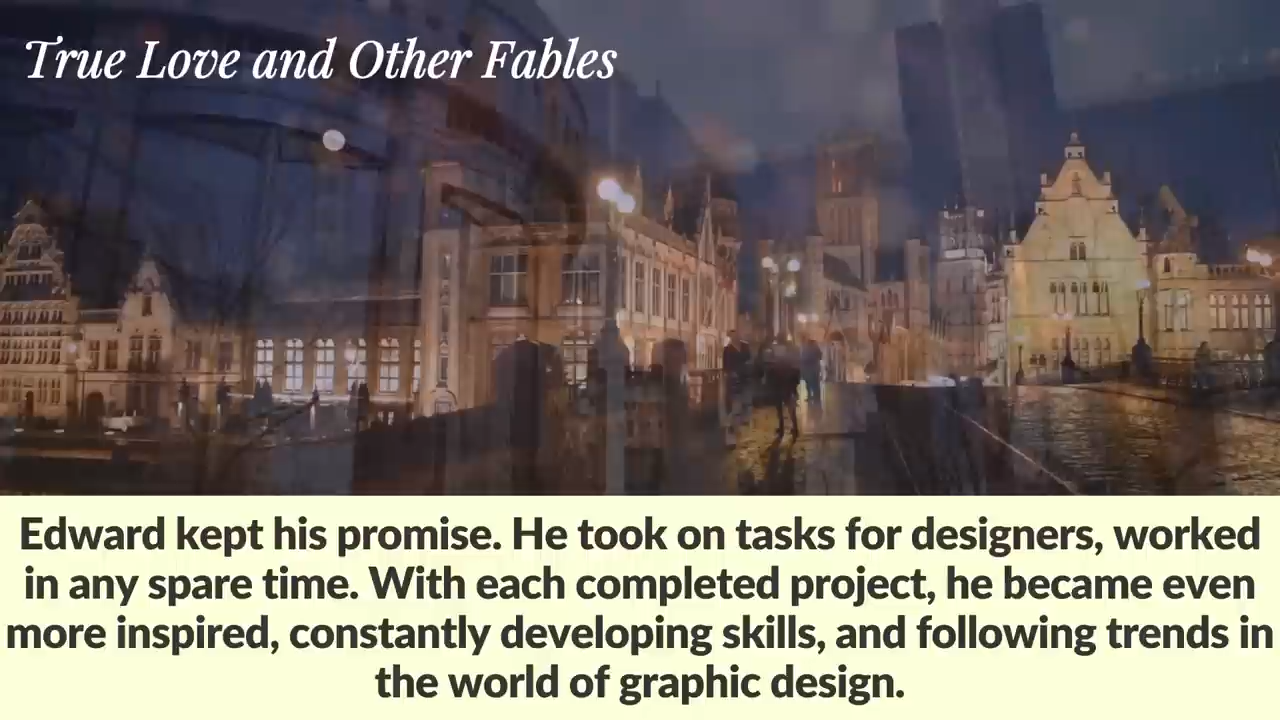 True Love and Other Fables
Edward kept his promise. He took on tasks for designers, worked
in any spare time. With each completed project, he became even
more inspired, constantly developing skills, and following trends in
the world of graphic design.